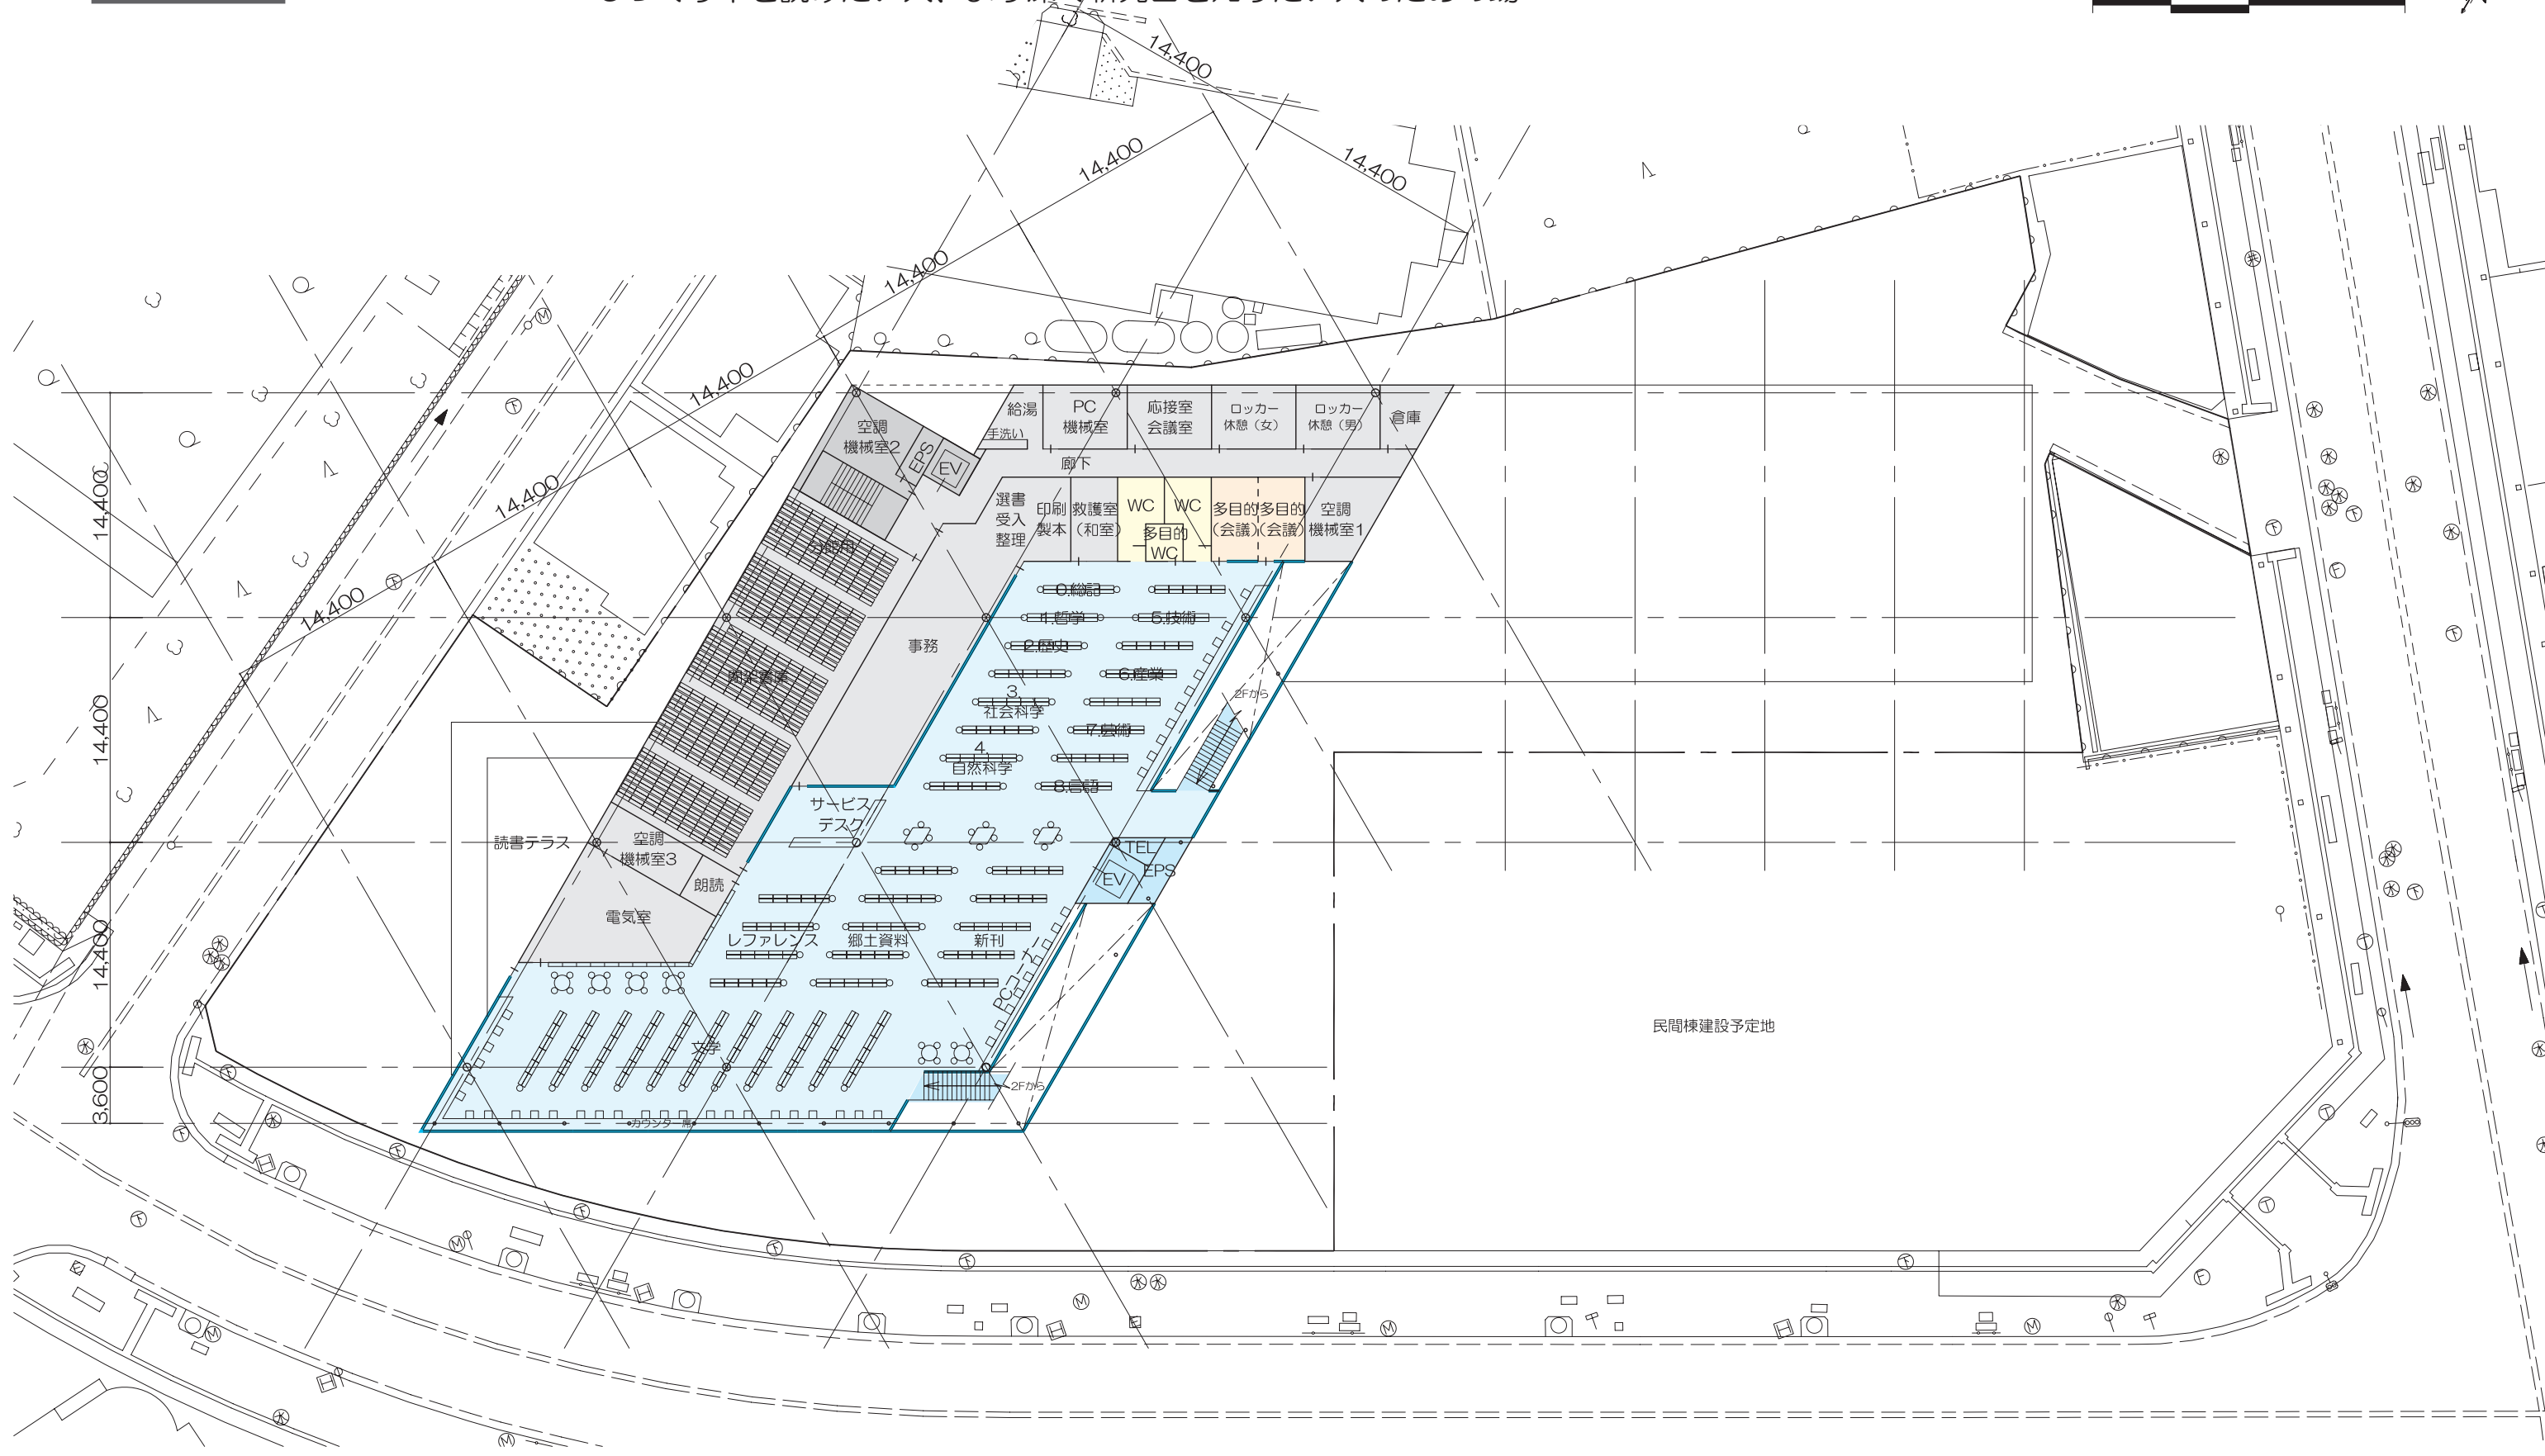 14,400
14,400
14,400
14,400
14,400
14,400
14,400
14,400
14,400
14,400
3,600
空調
機械室2
EPS
EV
給湯
手洗い
PC
機械室
応接室
会議室
ロッカー
休憩（女）
ロッカー
休憩（男）
倉庫
廊下
選書
受入
整理
印刷
製本
救護室
（和室）
WC
WC
多目的
WC
多目的
（会議）
多目的
（会議）
空調
機械室1
分館用
事務
0.総記
1.哲学
5.技術
2.歴史
6.産業
3.
社会科学
7.芸術
4.
自然科学
8.言語
2Fから
サービス
デスク
読書テラス
空調
機械室3
朗読
電気室
TEL
EPS
EV
レファレンス
郷土資料
新刊
PCコーナー
文学
2Fから
カウンター席
民間棟建設予定地